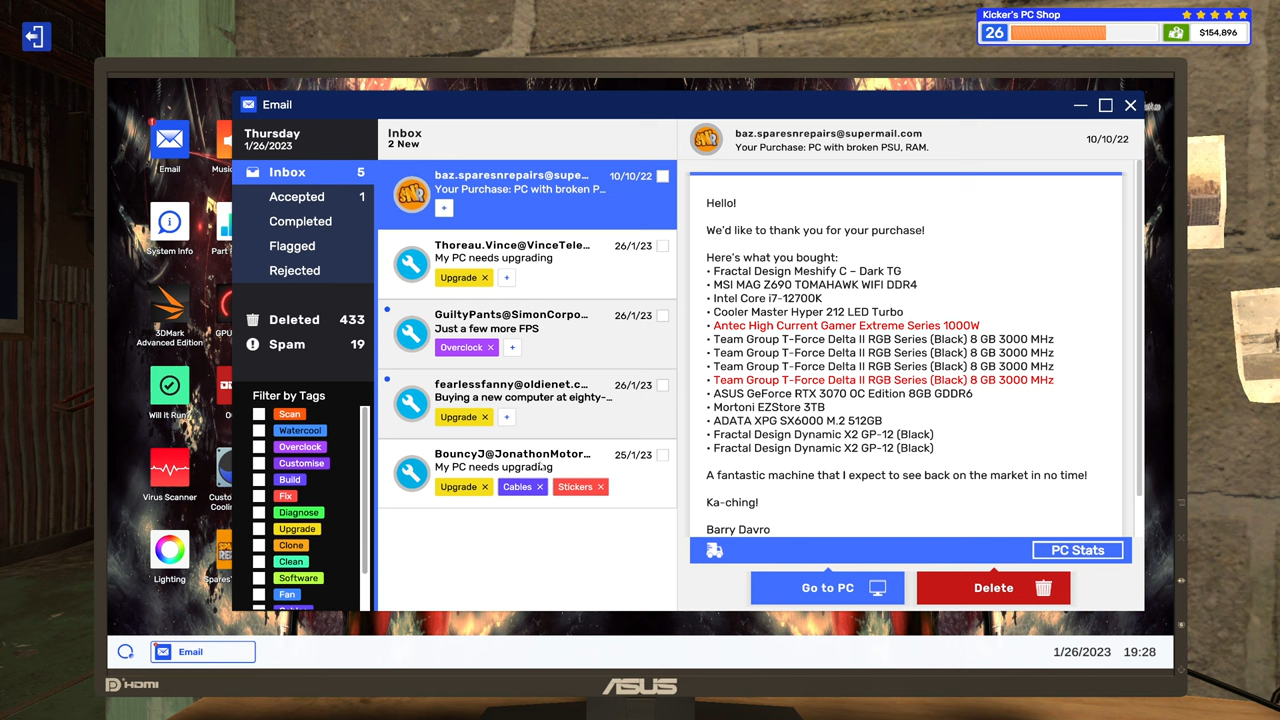 Kicker's PC Shop
26
$154,896
Email
Thursday
1/26/2023
Inbox 5
Accepted 1
Completed
Flagged
Rejected
Deleted 433
Spam 19
Filter by Tags
Scan
Watercool
Overclock
Customise
Build
Fix
Diagnose
Upgrade
Clone
Clean
Software
Fan
Inbox
2 New
baz.sparesnrepairs@supe... 10/10/22
Your Purchase: PC with broken P...
+
Thoreau.Vince@VinceTele... 26/1/23
My PC needs upgrading
Upgrade × +
GuiltyPants@SimonCorpo... 26/1/23
Just a few more FPS
Overclock × +
fearlessfanny@oldienet.c... 26/1/23
Buying a new computer at eighty-...
Upgrade × +
BouncyJ@JonathonMotor... 25/1/23
My PC needs upgrading
Upgrade × Cables × Stickers ×
SNR
baz.sparesnrepairs@supermail.com
Your Purchase: PC with broken PSU, RAM.
10/10/22
Hello!
We'd like to thank you for your purchase!
Here's what you bought:
• Fractal Design Meshify C – Dark TG
• MSI MAG Z690 TOMAHAWK WIFI DDR4
• Intel Core i7-12700K
• Cooler Master Hyper 212 LED Turbo
• Antec High Current Gamer Extreme Series 1000W
• Team Group T-Force Delta II RGB Series (Black) 8 GB 3000 MHz
• Team Group T-Force Delta II RGB Series (Black) 8 GB 3000 MHz
• Team Group T-Force Delta II RGB Series (Black) 8 GB 3000 MHz
• Team Group T-Force Delta II RGB Series (Black) 8 GB 3000 MHz
• ASUS GeForce RTX 3070 OC Edition 8GB GDDR6
• Mortoni EZStore 3TB
• ADATA XPG SX6000 M.2 512GB
• Fractal Design Dynamic X2 GP-12 (Black)
• Fractal Design Dynamic X2 GP-12 (Black)
A fantastic machine that I expect to see back on the market in no time!
Ka-ching!
Barry Davro
PC Stats
Go to PC
Delete
Email
System Info
3DMark
Advanced Edition
Will It Run
Virus Scanner
Lighting
Music
Part
GPU
Custo
Coolin
Spares
Email
1/26/2023 19:28
HDMI
ASUS